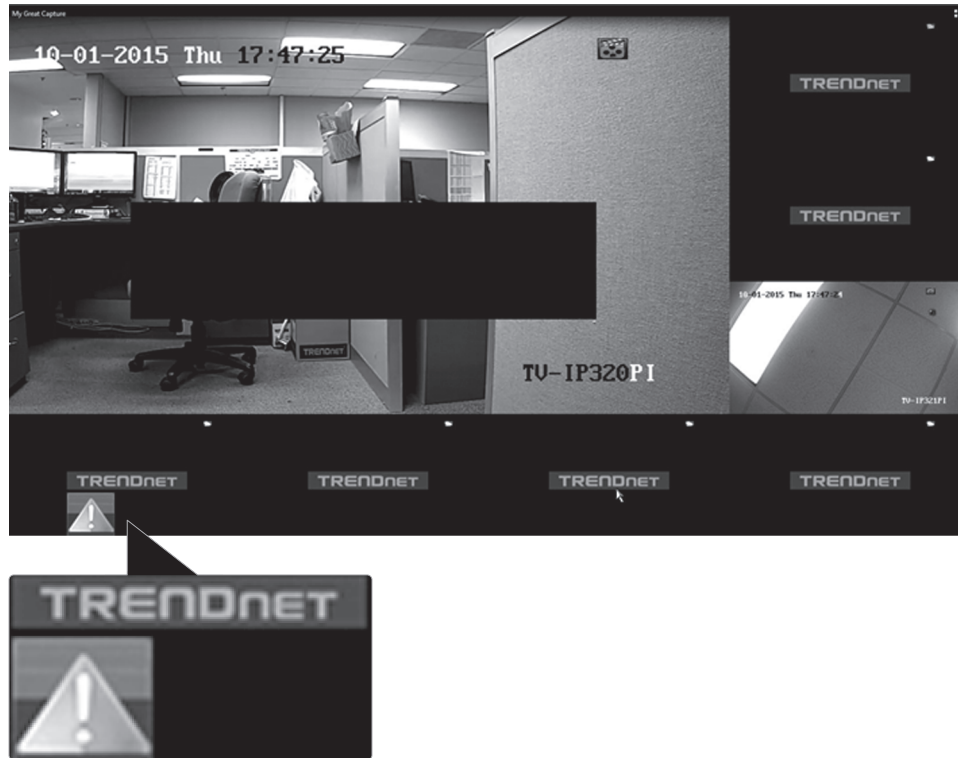 My Great Capture
10-01-2015 Thu 17:47:25
TRENDNET
TRENDNET
10-01-2015 Thu 17:47:24
TV-IP321PI
TRENDNET
TV-IP320PI
TRENDNET
TRENDNET
TRENDNET
TRENDNET
TRENDNET